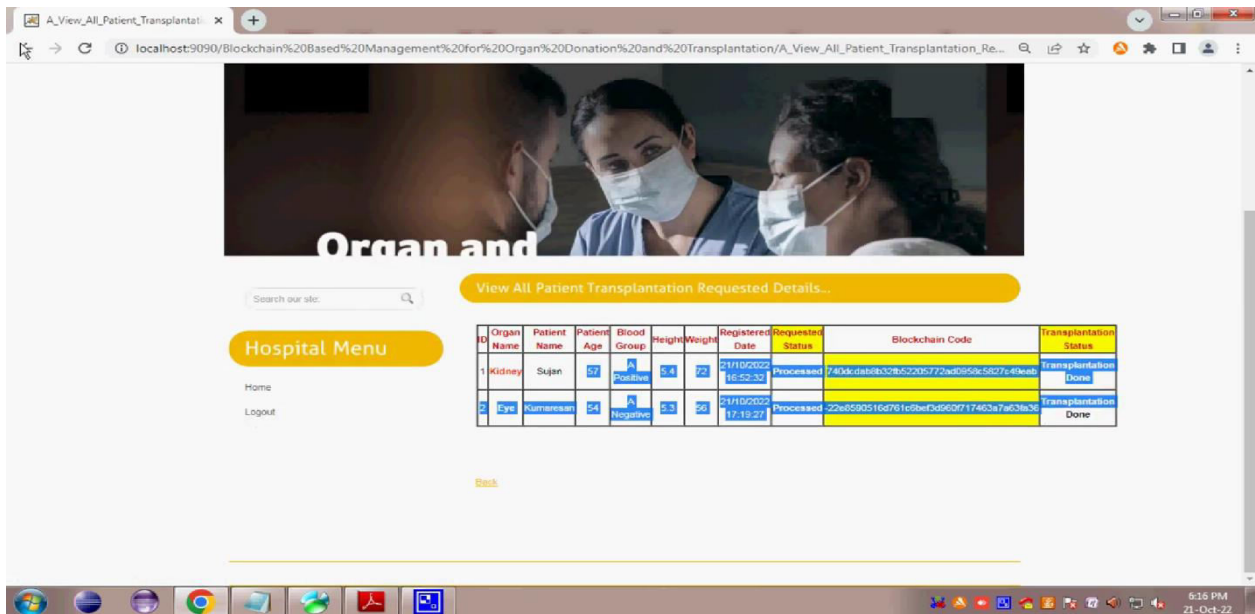 A_View_All_Patient_Transplantati
localhost:9090/Blockchain%20Based%20Management%20for%20Organ%20Donation%20and%20Transplantation/A_View_All_Patient_Transplantation_Re...
Organ and
Search our site:
View All Patient Transplantation Requested Details...
Hospital Menu
Home
Logout
ID Organ Name Patient Name Patient Age Blood Group Height Weight Registered Date Requested Status Blockchain Code Transplantation Status
1 Kidney Sujan 57 A Positive 5.4 72 21/10/2022 16:52:32 Processed Transplantation Done
2 Eye Kumaresan 54 A Negative 5.3 56 21/10/2022 17:19:27 Processed Transplantation Done
Back
6:16 PM
21-Oct-22